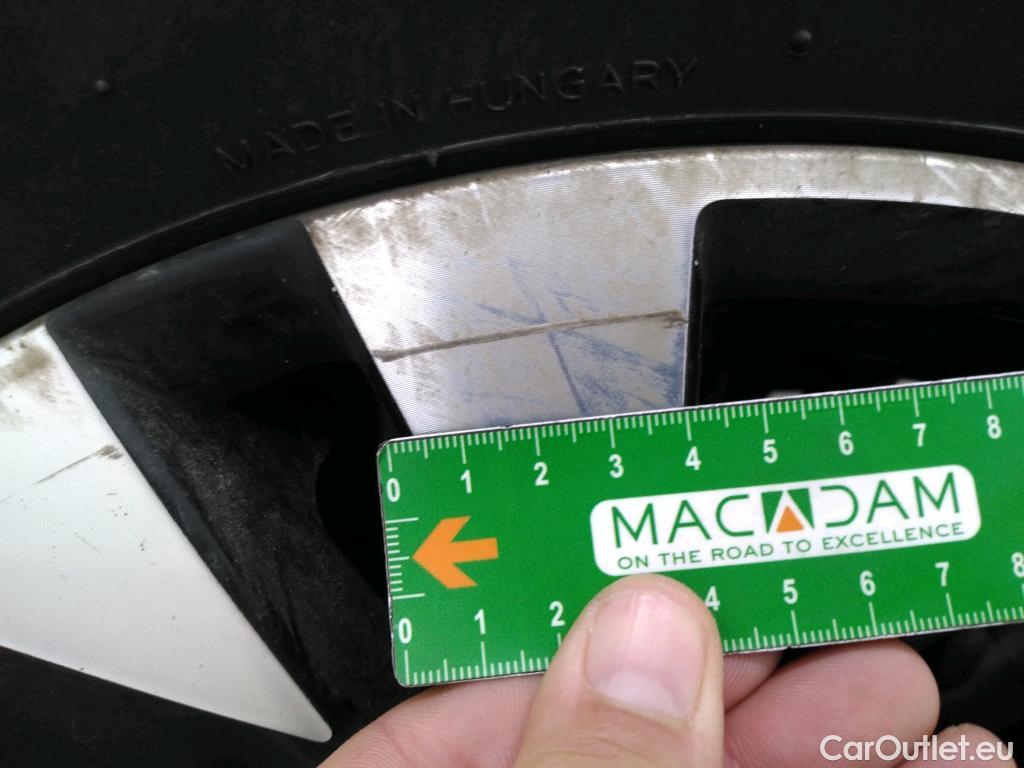 MADE IN HUNGARY
0 1 2 3 4 5 6 7 8
MACADAM
ON THE ROAD TO EXCELLENCE
0 1 2 4 5 6 7 8
CarOutlet.eu